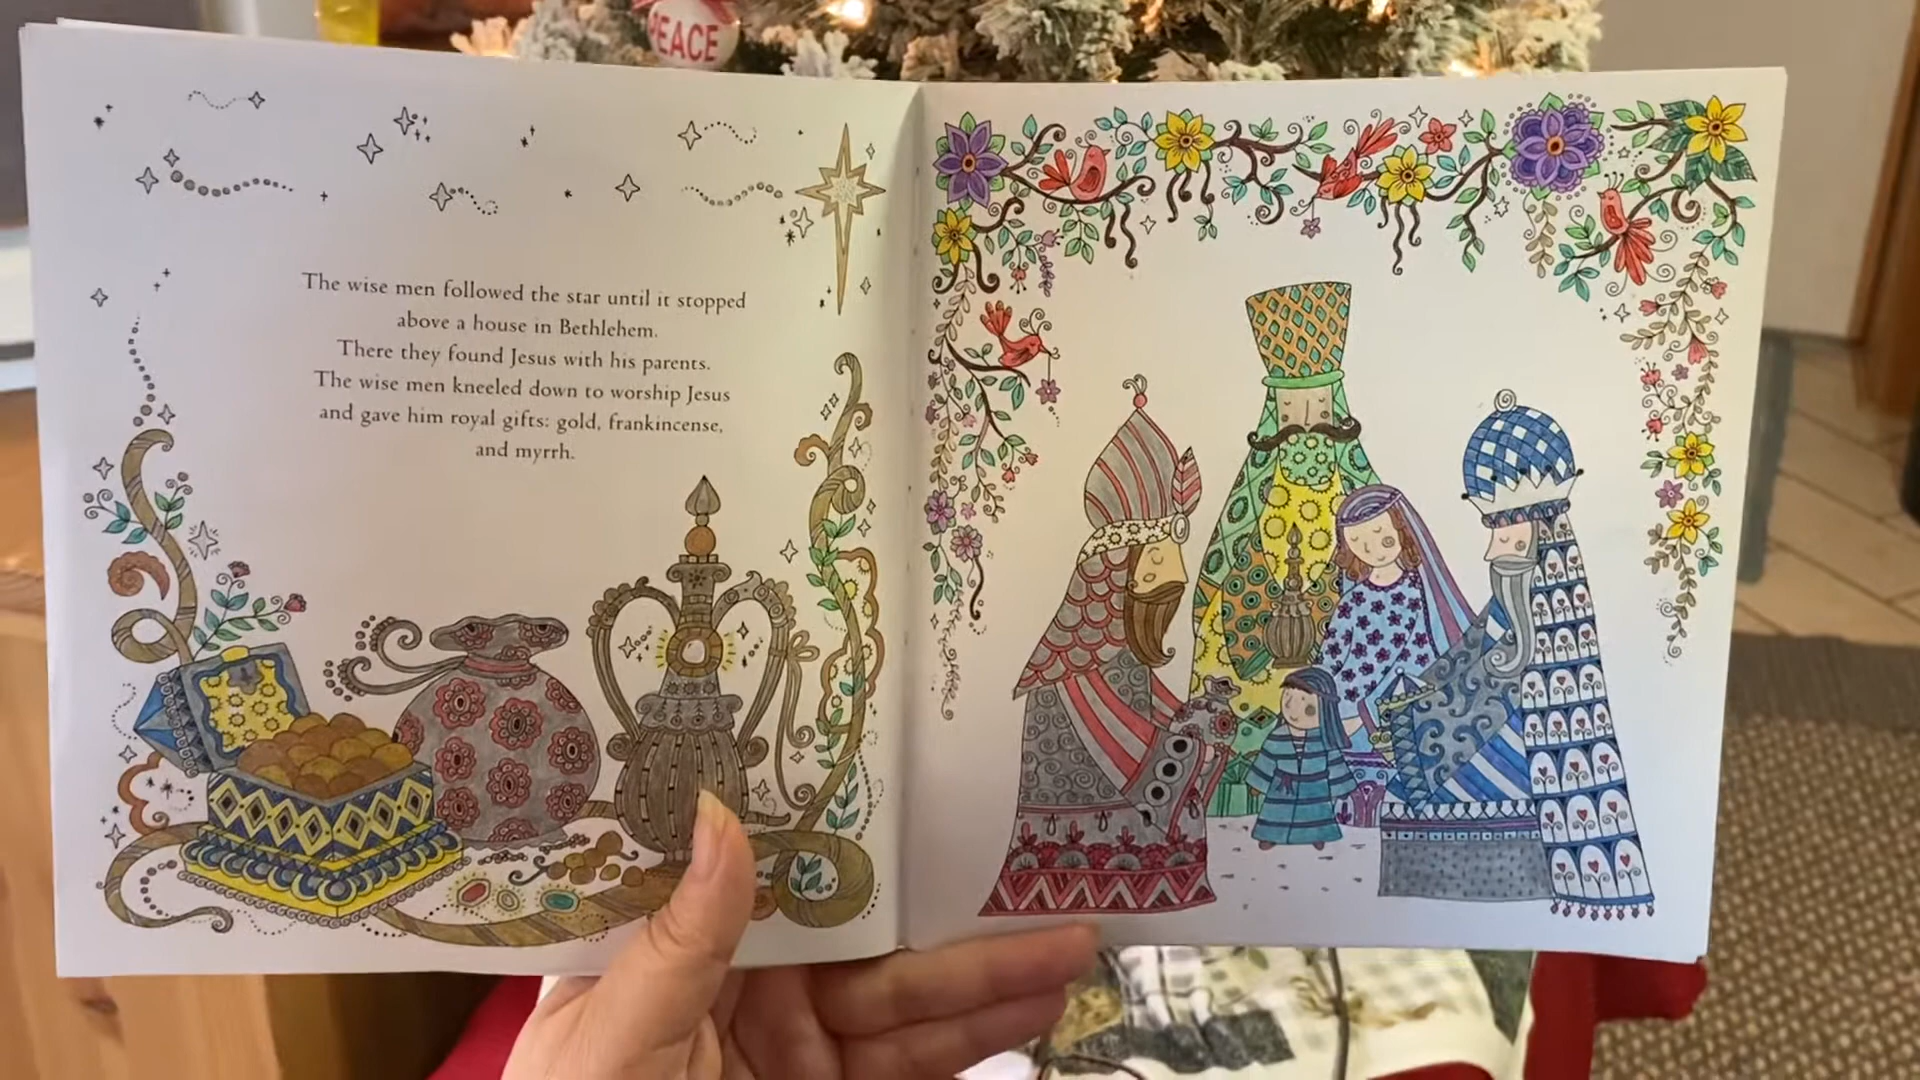 PEACE
The wise men followed the star until it stopped
above a house in Bethlehem.
There they found Jesus with his parents.
The wise men kneeled down to worship Jesus
and gave him royal gifts: gold, frankincense,
and myrrh.